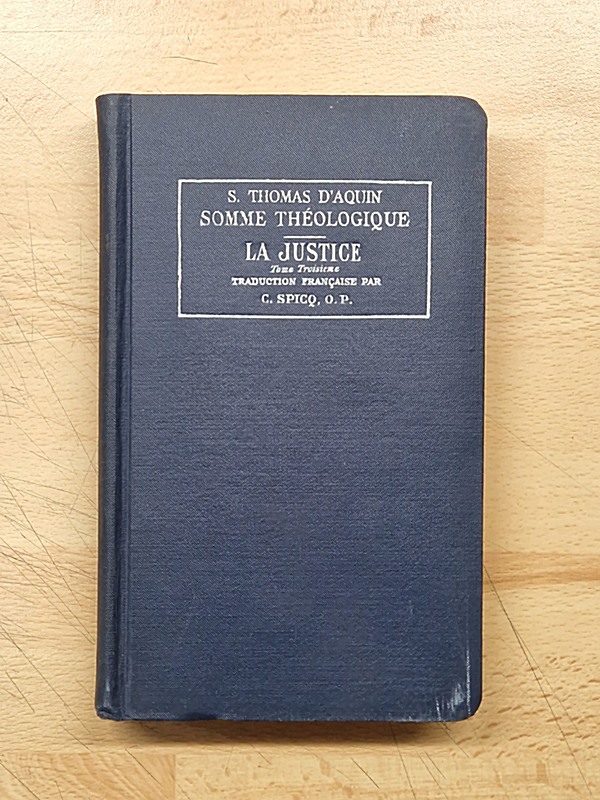 S. THOMAS D'AQUIN
SOMME THÉOLOGIQUE
LA JUSTICE
Tome Troisième
TRADUCTION FRANÇAISE PAR
C. SPICQ, O. P.